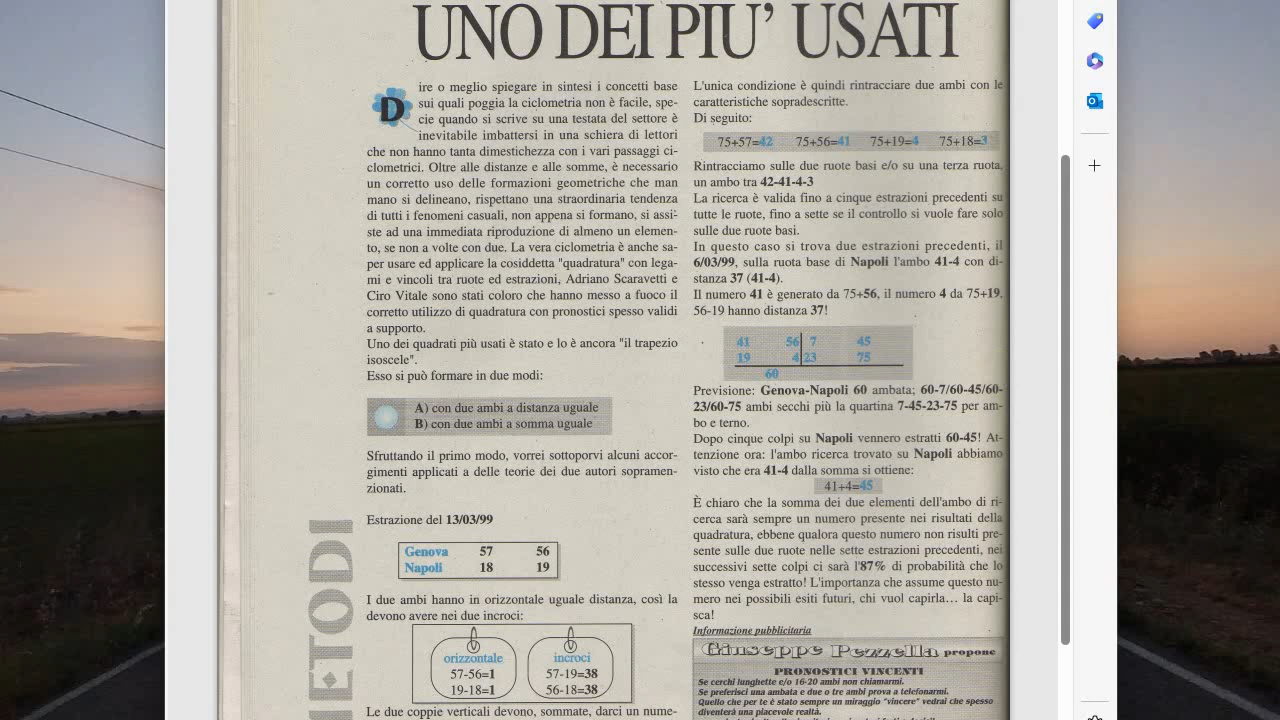 UNO DEI PIU' USATI
Dire o meglio spiegare in sintesi i concetti base
sui quali poggia la ciclometria non è facile, spe-
cie quando si scrive su una testata del settore è
inevitabile imbattersi in una schiera di lettori
che non hanno tanta dimestichezza con i vari passaggi ci-
clometrici. Oltre alle distanze e alle somme, è necessario
un corretto uso delle formazioni geometriche che man
mano si delineano, rispettano una straordinaria tendenza
di tutti i fenomeni casuali, non appena si formano, si assi-
ste ad una immediata riproduzione di almeno un elemen-
to, se non a volte con due. La vera ciclometria è anche sa-
per usare ed applicare la cosiddetta "quadratura" con lega-
mi e vincoli tra ruote ed estrazioni, Adriano Scaravetti e
Ciro Vitale sono stati coloro che hanno messo a fuoco il
corretto utilizzo di quadratura con pronostici spesso validi
a supporto.
Uno dei quadrati più usati è stato e lo è ancora "il trapezio
isoscele".
Esso si può formare in due modi:
A) con due ambi a distanza uguale
B) con due ambi a somma uguale
Sfruttando il primo modo, vorrei sottoporvi alcuni accor-
gimenti applicati a delle teorie dei due autori sopramen-
zionati.
Estrazione del 13/03/99
Genova 57 56
Napoli 18 19
I due ambi hanno in orizzontale uguale distanza, così la
devono avere nei due incroci:
orizzontale incroci
57-56=1 57-19=38
19-18=1 56-18=38
Le due coppie verticali devono, sommate, darci un nume-
METODI
L'unica condizione è quindi rintracciare due ambi con le
caratteristiche sopradescritte.
Di seguito:
75+57=42 75+56=41 75+19=4 75+18=3
Rintracciamo sulle due ruote basi e/o su una terza ruota,
un ambo tra 42-41-4-3
La ricerca è valida fino a cinque estrazioni precedenti su
tutte le ruote, fino a sette se il controllo si vuole fare solo
sulle due ruote basi.
In questo caso si trova due estrazioni precedenti, il
6/03/99, sulla ruota base di Napoli l'ambo 41-4 con di-
stanza 37 (41-4).
Il numero 41 è generato da 75+56, il numero 4 da 75+19,
56-19 hanno distanza 37!
41 56 7 45
19 4 23 75
60
Previsione: Genova-Napoli 60 ambata; 60-7/60-45/60-
23/60-75 ambi secchi più la quartina 7-45-23-75 per am-
bo e terno.
Dopo cinque colpi su Napoli vennero estratti 60-45! At-
tenzione ora: l'ambo ricerca trovato su Napoli abbiamo
visto che era 41-4 dalla somma si ottiene:
41+4=45
È chiaro che la somma dei due elementi dell'ambo di ri-
cerca sarà sempre un numero presente nei risultati della
quadratura, ebbene qualora questo numero non risulti pre-
sente sulle due ruote nelle sette estrazioni precedenti, nei
successivi sette colpi ci sarà l'87% di probabilità che lo
stesso venga estratto! L'importanza che assume questo nu-
mero nei possibili esiti futuri, chi vuol capirla... la capi-
sca!
Informazione pubblicitaria
Giuseppe Pezzella propone
PRONOSTICI VINCENTI
Se cerchi lunghette e/o 16-20 ambi non chiamarmi.
Se preferisci una ambata e due o tre ambi prova a telefonarmi.
Quello che per te è stato sempre un miraggio "vincere" vedrai che spesso
diventerà una piacevole realtà.